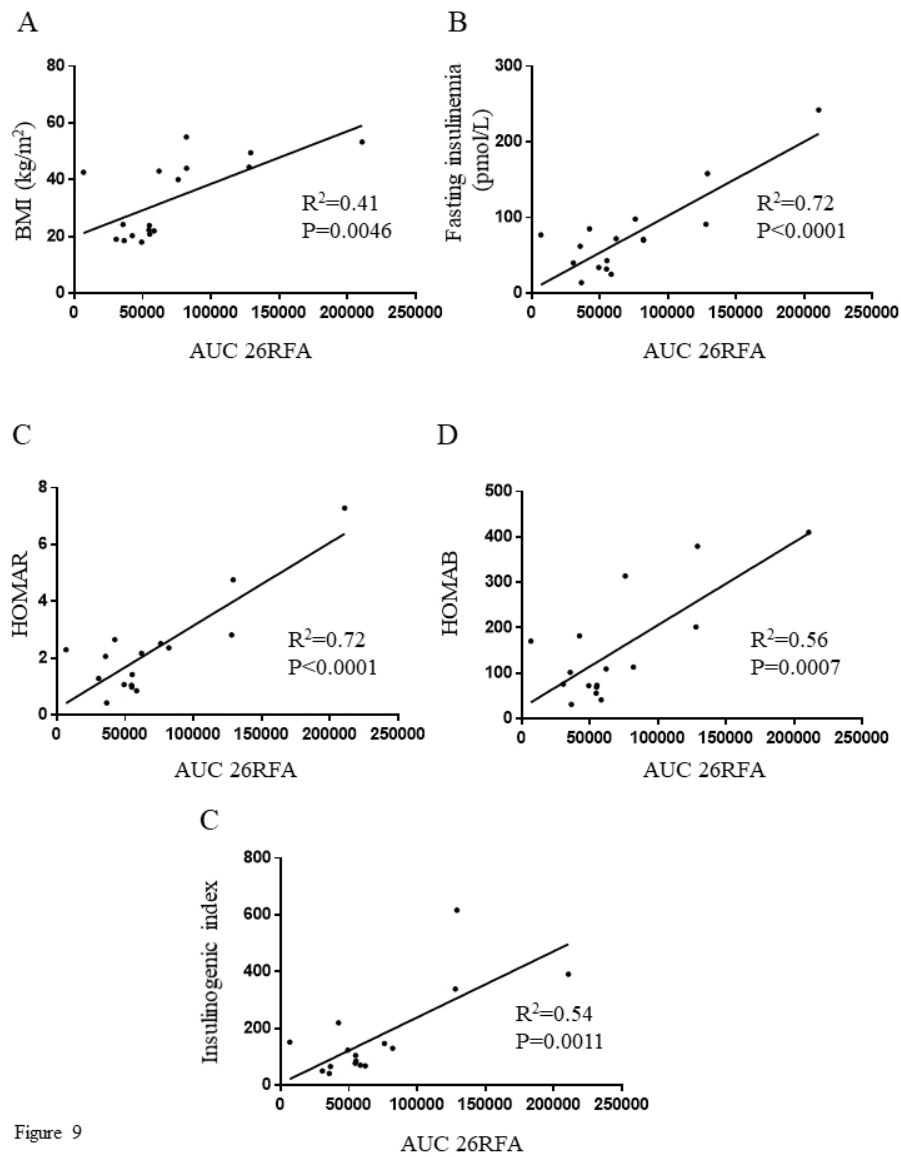 A
BMI (kg/m²)
80
60
40
20
0
R²=0.41
P=0.0046
0 50000 100000 150000 200000 250000
AUC 26RFA
B
Fasting insulinemia
(pmol/L)
300
200
100
0
R²=0.72
P<0.0001
0 50000 100000 150000 200000 250000
AUC 26RFA
C
HOMAR
8
6
4
2
0
R²=0.72
P<0.0001
0 50000 100000 150000 200000 250000
AUC 26RFA
D
HOMAB
500
400
300
200
100
0
R²=0.56
P=0.0007
0 50000 100000 150000 200000 250000
AUC 26RFA
C
Insulinogenic index
800
600
400
200
0
R²=0.54
P=0.0011
0 50000 100000 150000 200000 250000
AUC 26RFA
Figure 9